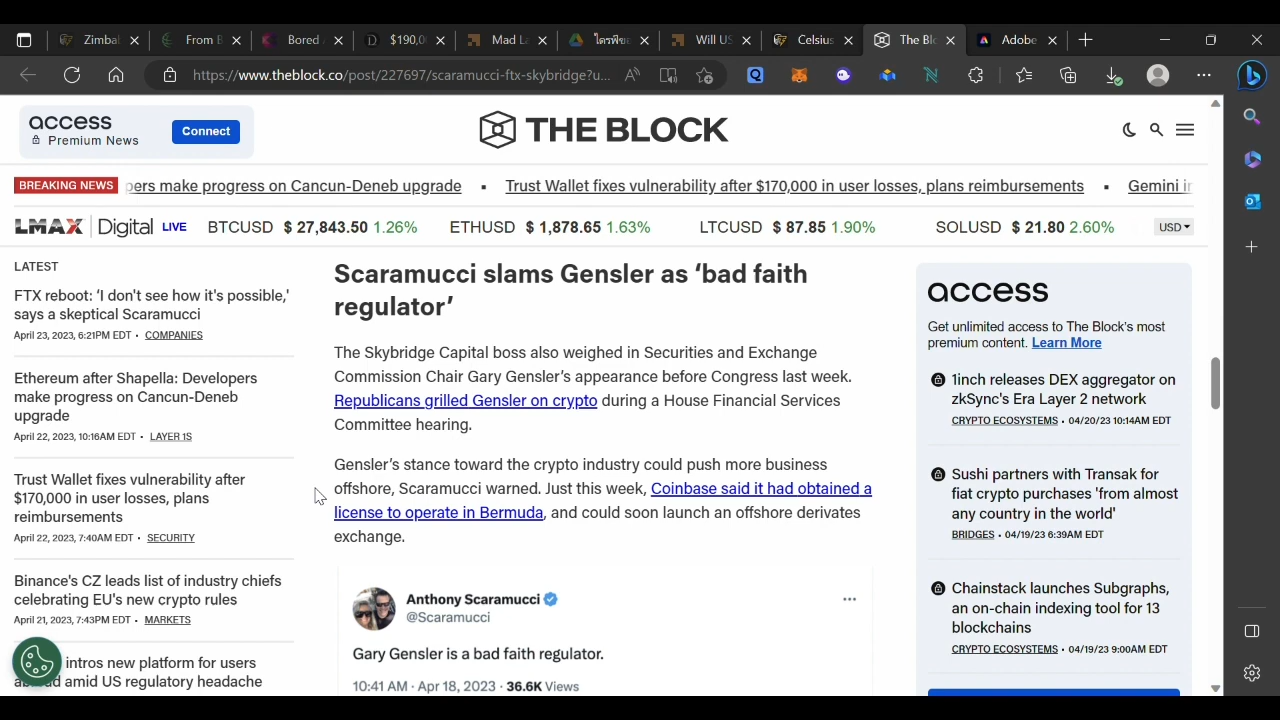 Zimbal
From B
Bored
$190,0
Mad La
ไดรฟ์ขอ
Will US
Celsius
The Blo
Adobe
https://www.theblock.co/post/227697/scaramucci-ftx-skybridge?u...
access
Premium News
Connect
THE BLOCK
BREAKING NEWS
pers make progress on Cancun-Deneb upgrade
Trust Wallet fixes vulnerability after $170,000 in user losses, plans reimbursements
Gemini in
LMAX Digital LIVE
BTCUSD $ 27,843.50 1.26%
ETHUSD $ 1,878.65 1.63%
LTCUSD $ 87.85 1.90%
SOLUSD $ 21.80 2.60%
USD
LATEST
FTX reboot: 'I don't see how it's possible,'
says a skeptical Scaramucci
April 23, 2023, 6:21PM EDT • COMPANIES
Ethereum after Shapella: Developers
make progress on Cancun-Deneb
upgrade
April 22, 2023, 10:16AM EDT • LAYER 1S
Trust Wallet fixes vulnerability after
$170,000 in user losses, plans
reimbursements
April 22, 2023, 7:40AM EDT • SECURITY
Binance's CZ leads list of industry chiefs
celebrating EU's new crypto rules
April 21, 2023, 7:43PM EDT • MARKETS
intros new platform for users
amid US regulatory headache
Scaramucci slams Gensler as ‘bad faith
regulator’
The Skybridge Capital boss also weighed in Securities and Exchange
Commission Chair Gary Gensler’s appearance before Congress last week.
Republicans grilled Gensler on crypto during a House Financial Services
Committee hearing.
Gensler’s stance toward the crypto industry could push more business
offshore, Scaramucci warned. Just this week, Coinbase said it had obtained a
license to operate in Bermuda, and could soon launch an offshore derivates
exchange.
Anthony Scaramucci
@Scaramucci
Gary Gensler is a bad faith regulator.
10:41 AM · Apr 18, 2023 · 36.6K Views
access
Get unlimited access to The Block's most
premium content. Learn More
1inch releases DEX aggregator on
zkSync's Era Layer 2 network
CRYPTO ECOSYSTEMS • 04/20/23 10:14AM EDT
Sushi partners with Transak for
fiat crypto purchases 'from almost
any country in the world'
BRIDGES • 04/19/23 6:39AM EDT
Chainstack launches Subgraphs,
an on-chain indexing tool for 13
blockchains
CRYPTO ECOSYSTEMS • 04/19/23 9:00AM EDT